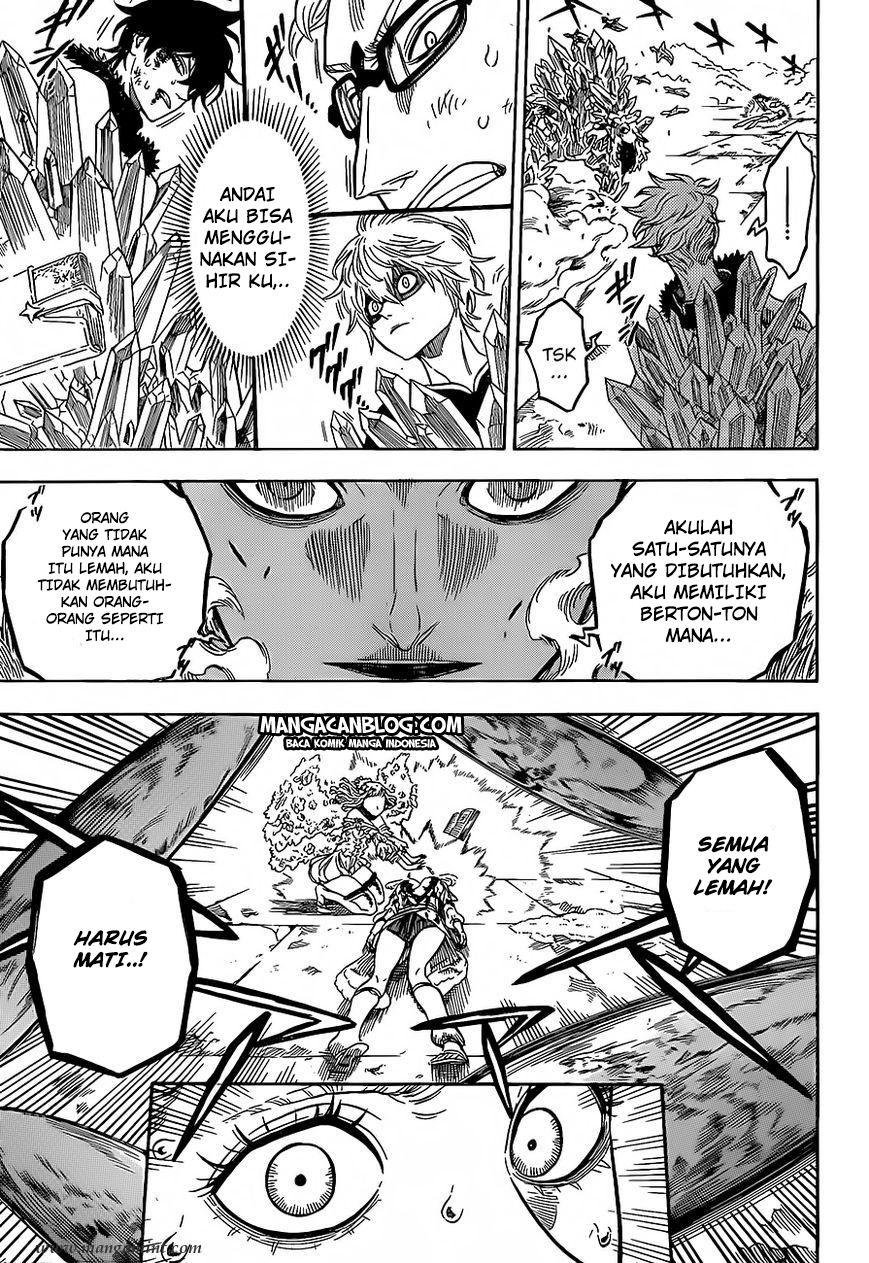 .......
TSK
...
ANDAI
AKU BISA
MENGGU-
NAKAN SI-
HIR KU,..
AKULAH
SATU-SATUNYA
YANG DIBUTUHKAN,
AKU MEMILIKI
BERTON-TON
MANA...
ORANG
YANG TIDAK
PUNYA MANA
ITU LEMAH, AKU
TIDAK MEMBUTUH-
KAN ORANG-
ORANG SEPERTI
ITU...
MANGACANBLOG.COM
BACA KOMIK MANGA INDONESIA
SEMUA
YANG
LEMAH!
HARUS
MATI..!